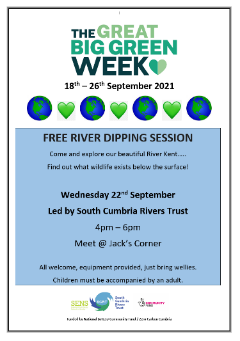 THE GREAT
BIG GREEN
WEEK
18th – 26th September 2021
FREE RIVER DIPPING SESSION
Come and explore our beautiful River Kent.....
Find out what wildlife exists below the surface!
Wednesday 22nd September
Led by South Cumbria Rivers Trust
4pm – 6pm
Meet @ Jack's Corner
All welcome, equipment provided, just bring wellies.
Children must be accompanied by an adult.
SENS
South
Cumbria
Rivers
Trust